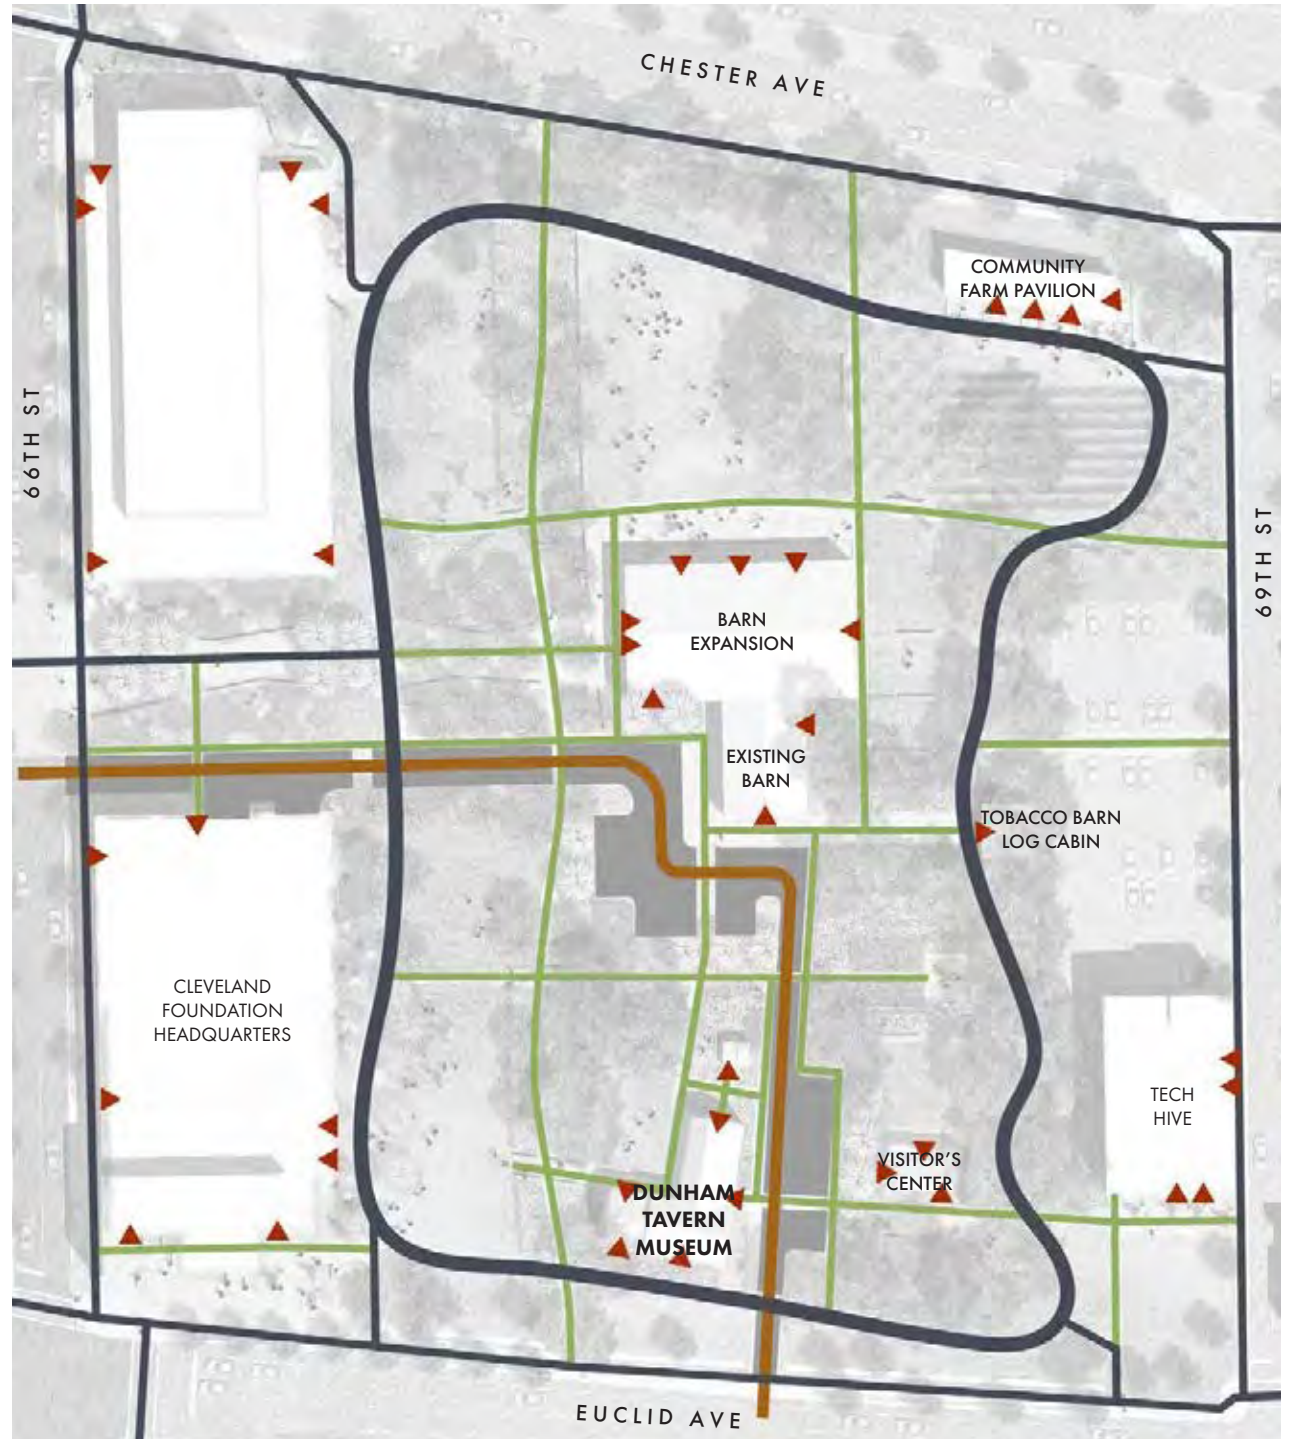 CHESTER AVE
COMMUNITY
FARM PAVILION
66TH ST
69TH ST
BARN
EXPANSION
EXISTING
BARN
TOBACCO BARN
LOG CABIN
CLEVELAND
FOUNDATION
HEADQUARTERS
TECH
HIVE
VISITOR'S
CENTER
DUNHAM
TAVERN
MUSEUM
EUCLID AVE